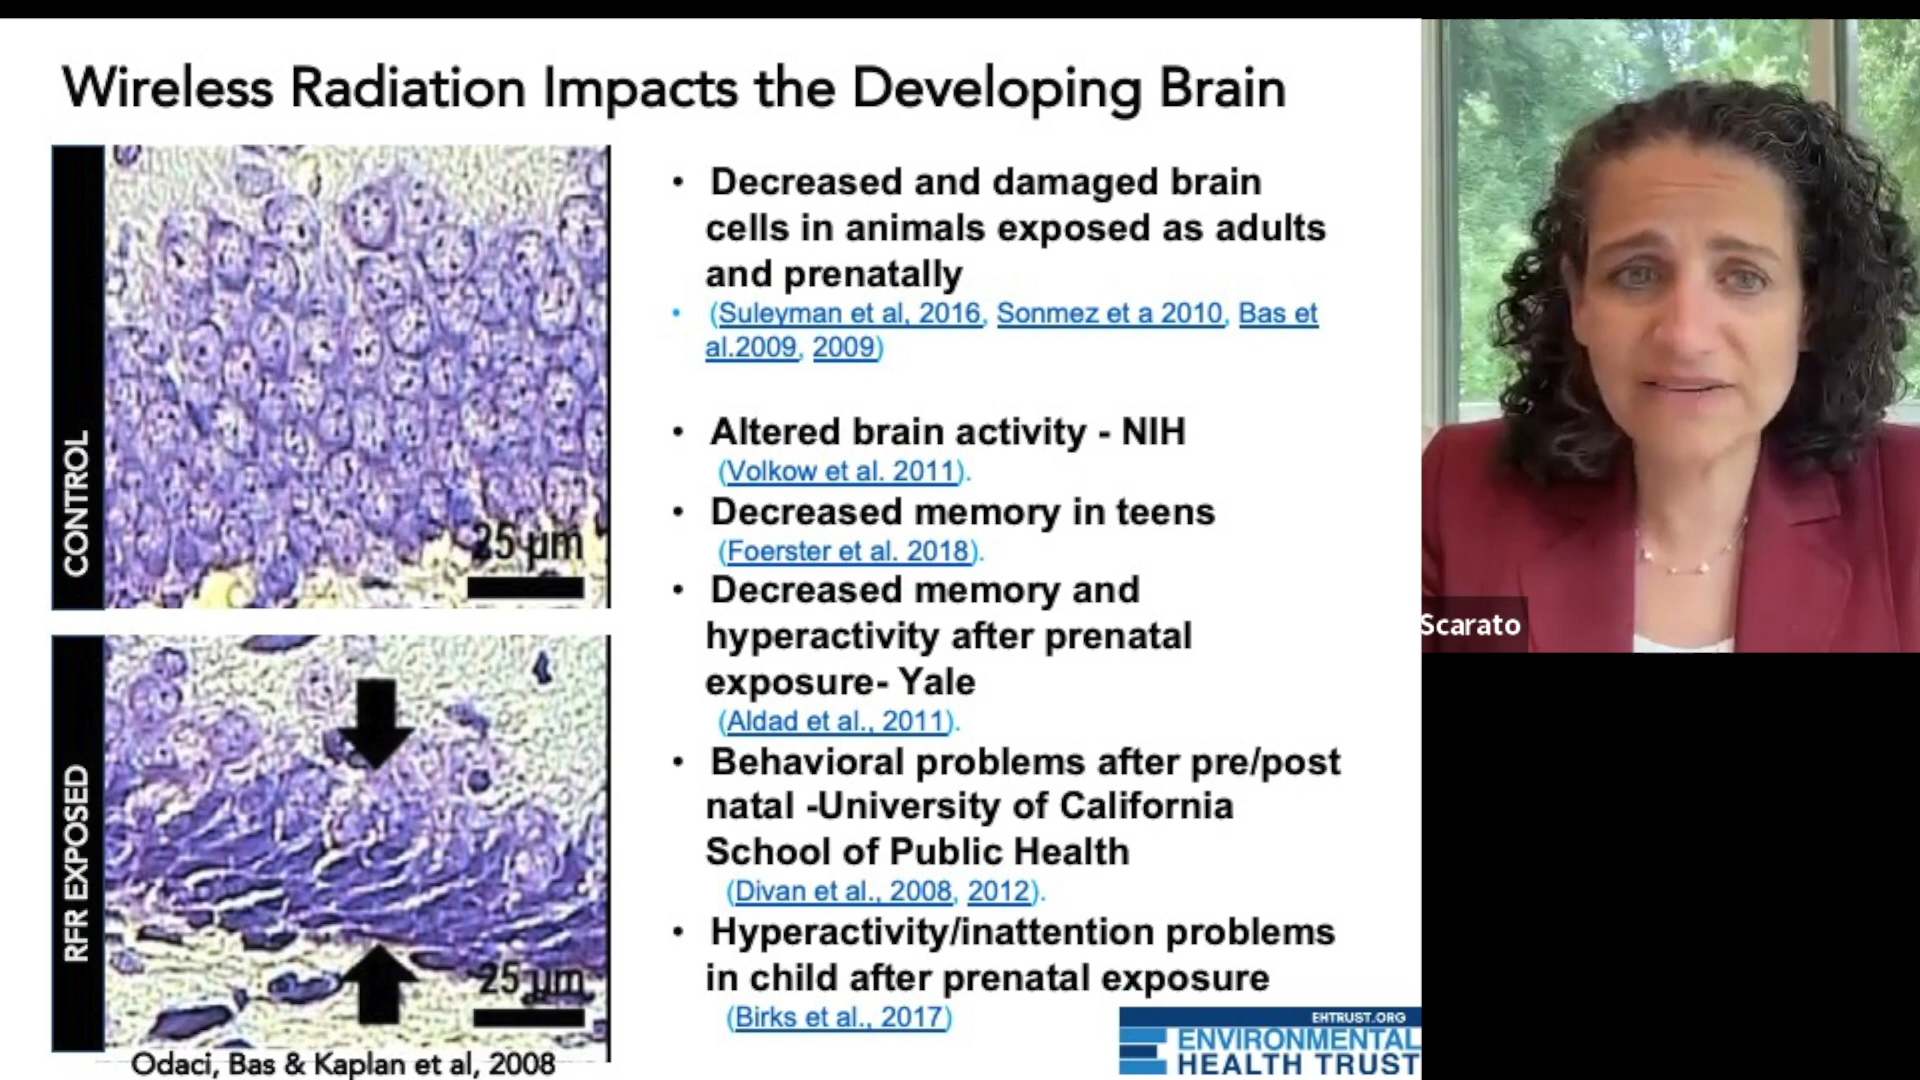 Wireless Radiation Impacts the Developing Brain
CONTROL
25 µm
RFR EXPOSED
25 µm
Odaci, Bas & Kaplan et al, 2008
• Decreased and damaged brain
cells in animals exposed as adults
and prenatally
• (Suleyman et al, 2016, Sonmez et a 2010, Bas et
al.2009, 2009)
• Altered brain activity - NIH
(Volkow et al. 2011).
• Decreased memory in teens
(Foerster et al. 2018).
• Decreased memory and
hyperactivity after prenatal
exposure- Yale
(Aldad et al., 2011).
• Behavioral problems after pre/post
natal -University of California
School of Public Health
(Divan et al., 2008, 2012).
• Hyperactivity/inattention problems
in child after prenatal exposure
(Birks et al., 2017)
EHTRUST.ORG
ENVIRONMENTAL
HEALTH TRUST
Scarato